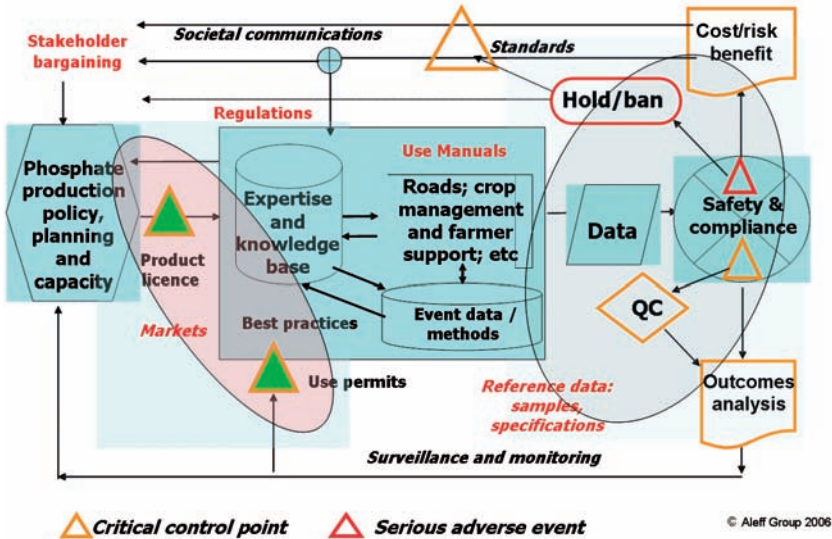 Societal communications
Cost/risk
benefit
Stakeholder
bargaining
Standards
Hold/ban
Regulations
Use Manuals
Phosphate
production
policy,
planning
and
capacity
Expertise
and
knowledge
base
Roads; crop
management
and farmer
support; etc
Data
Safety &
compliance
Product
licence
Markets
Best practices
Event data /
methods
QC
Use permits
Reference data:
samples,
specifications
Outcomes
analysis
Surveillance and monitoring
Critical control point
Serious adverse event
© Aleff Group 2006